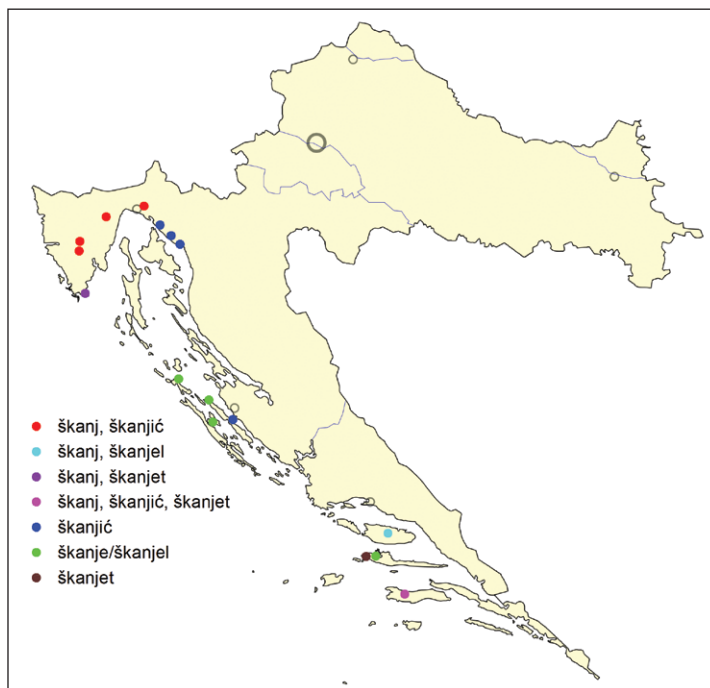 škanj, škanjić
škanj, škanjel
škanj, škanjet
škanj, škanjić, škanjet
škanjić
škanje/škanjel
škanjet